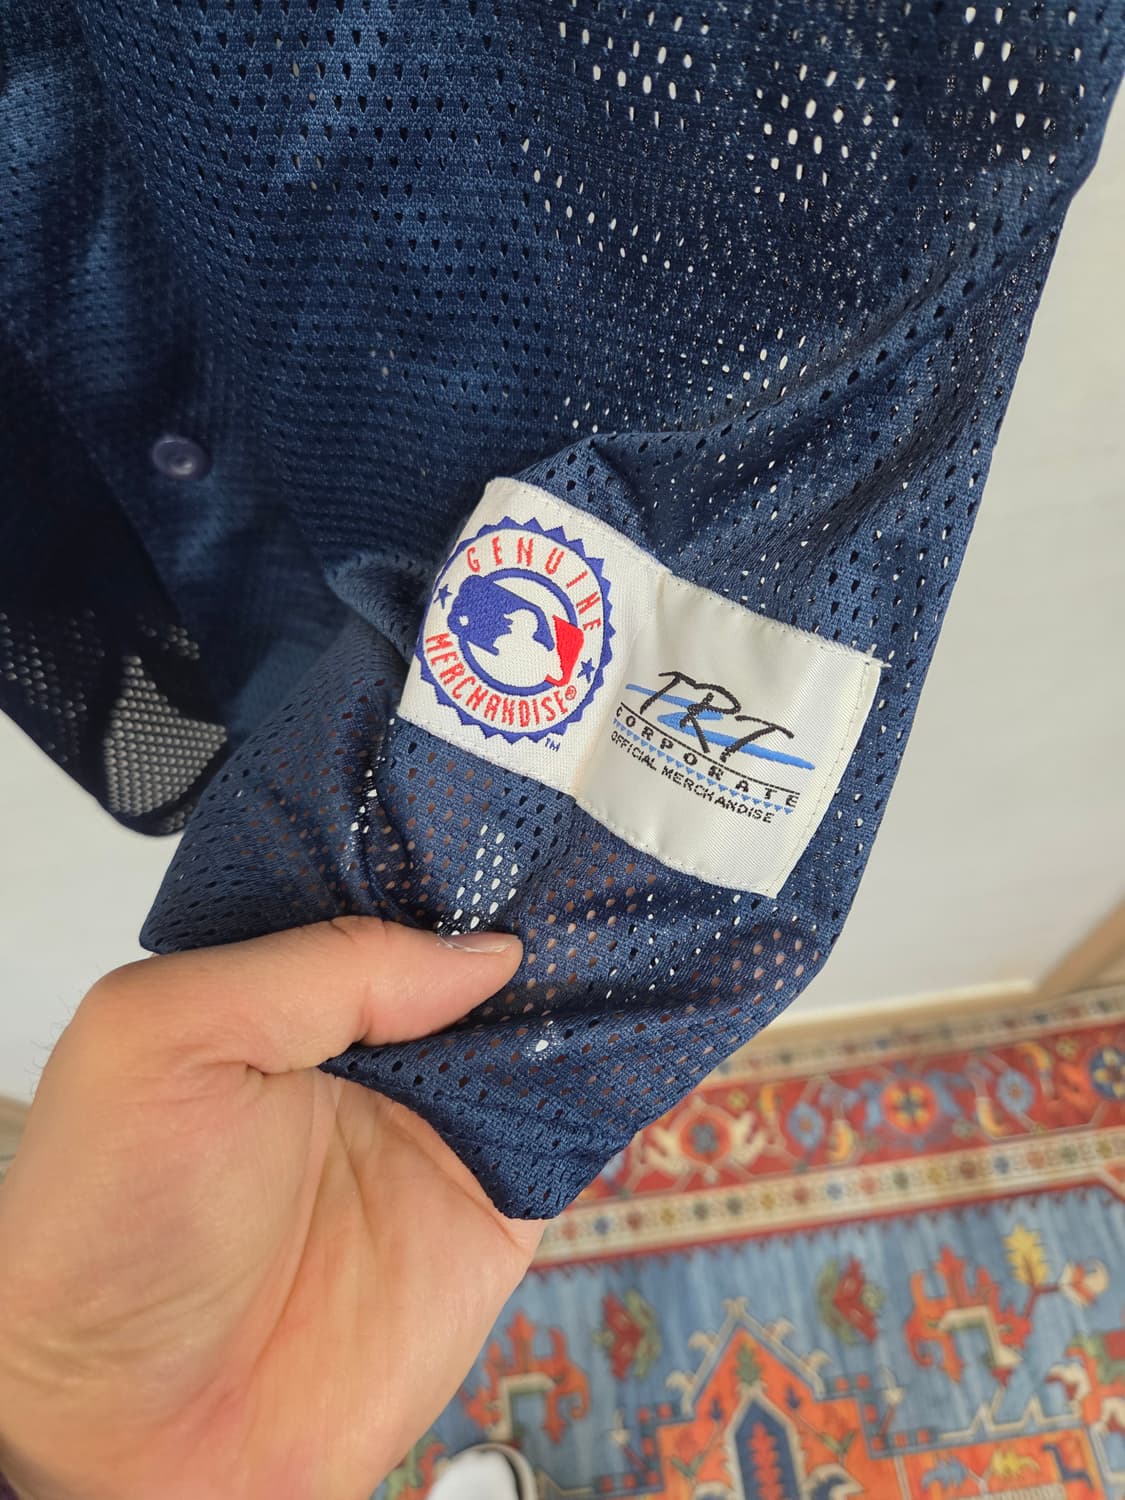 GENUINE
MERCHANDISE®
TM
TRT
CORPORATE
OFFICIAL MERCHANDISE